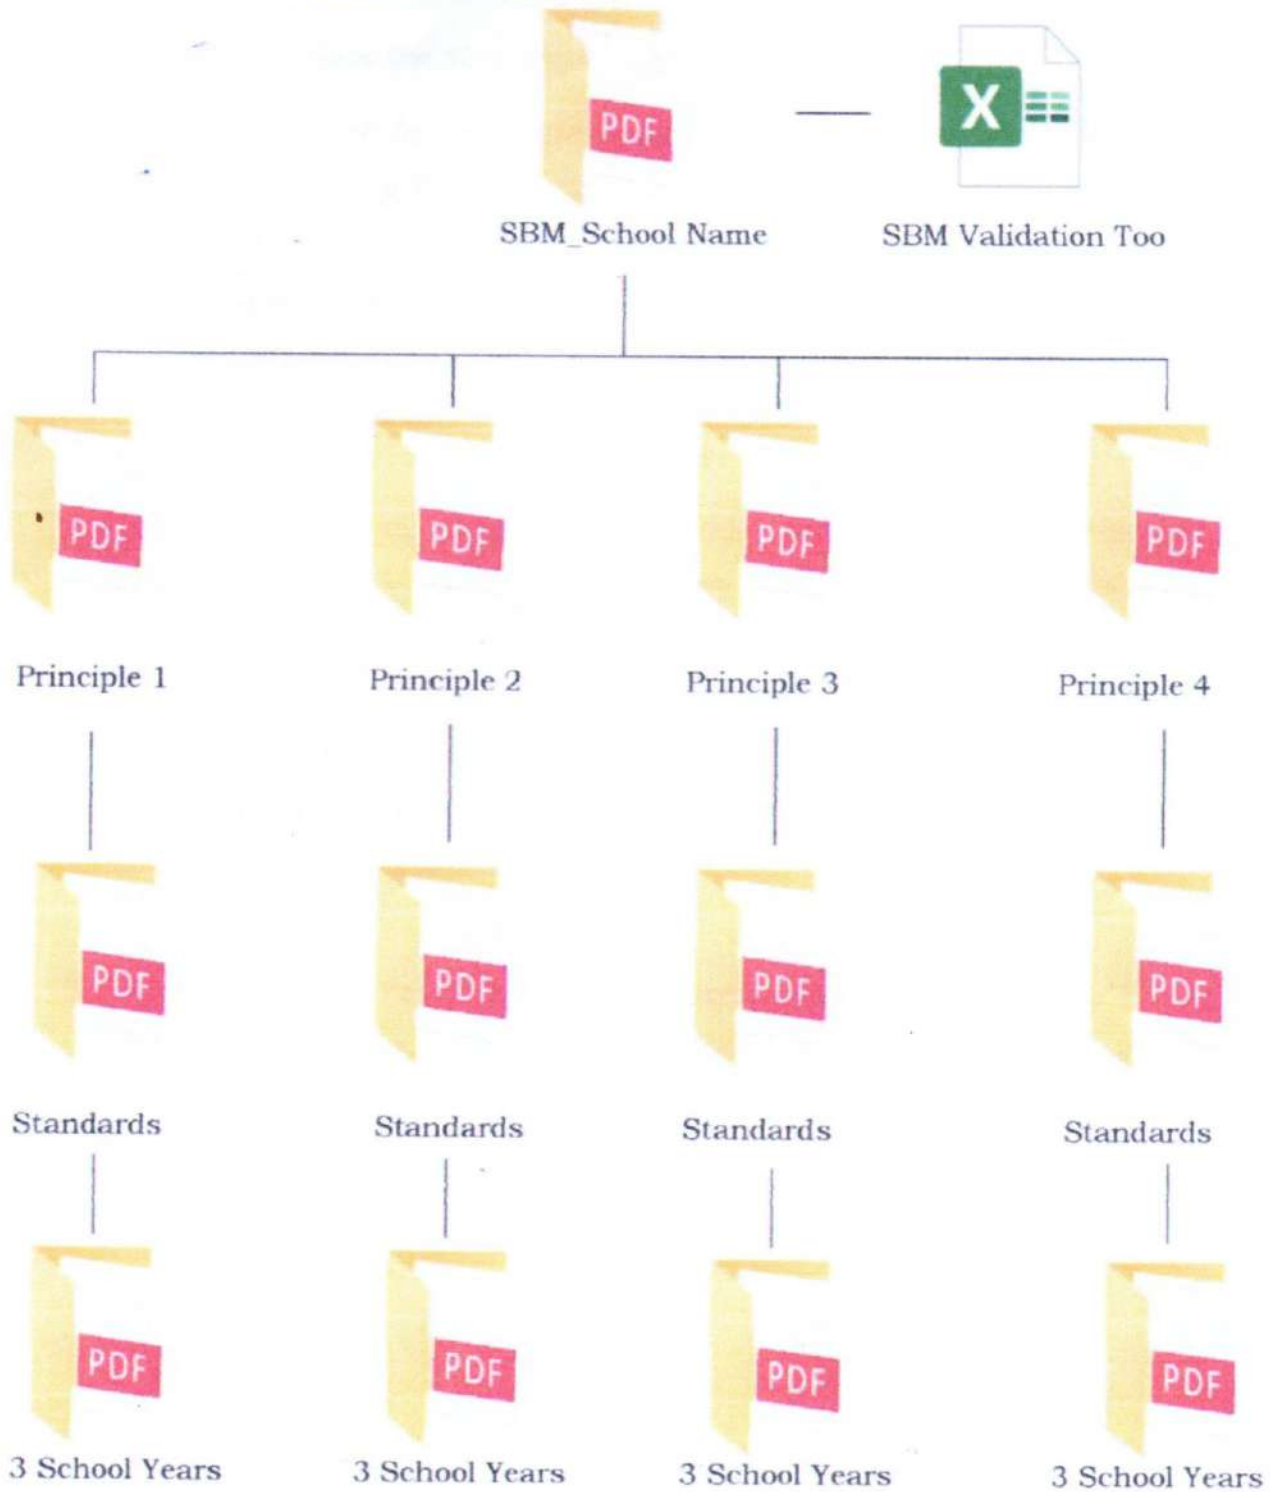 PDF
X
SBM_School Name
SBM Validation Too
PDF
PDF
PDF
PDF
Principle 1
Principle 2
Principle 3
Principle 4
PDF
PDF
PDF
PDF
Standards
Standards
Standards
Standards
PDF
PDF
PDF
PDF
3 School Years
3 School Years
3 School Years
3 School Years